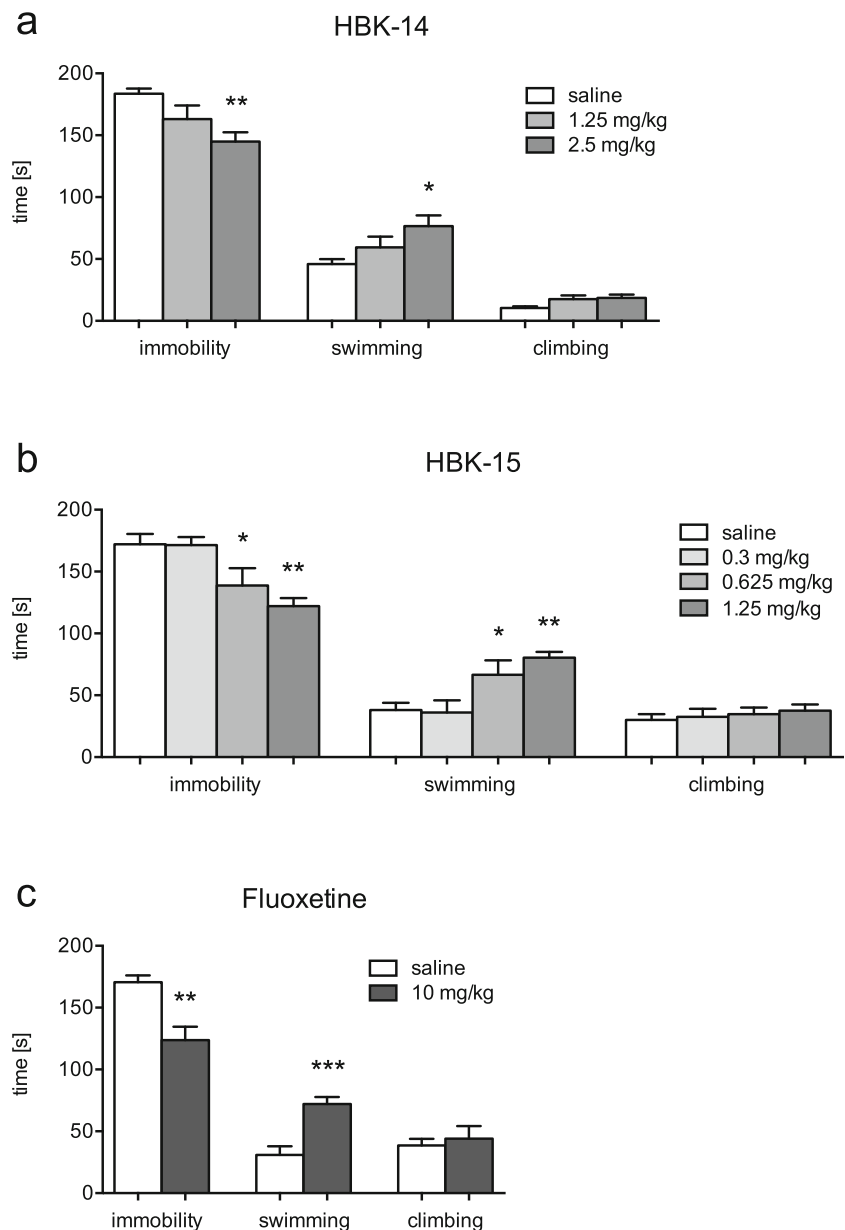 a
HBK-14
200
150
100
50
0
time [s]
**
*
saline
1.25 mg/kg
2.5 mg/kg
immobility swimming climbing
b
HBK-15
200
150
100
50
0
time [s]
*
**
*
**
saline
0.3 mg/kg
0.625 mg/kg
1.25 mg/kg
immobility swimming climbing
c
Fluoxetine
200
150
100
50
0
time [s]
**
***
saline
10 mg/kg
immobility swimming climbing